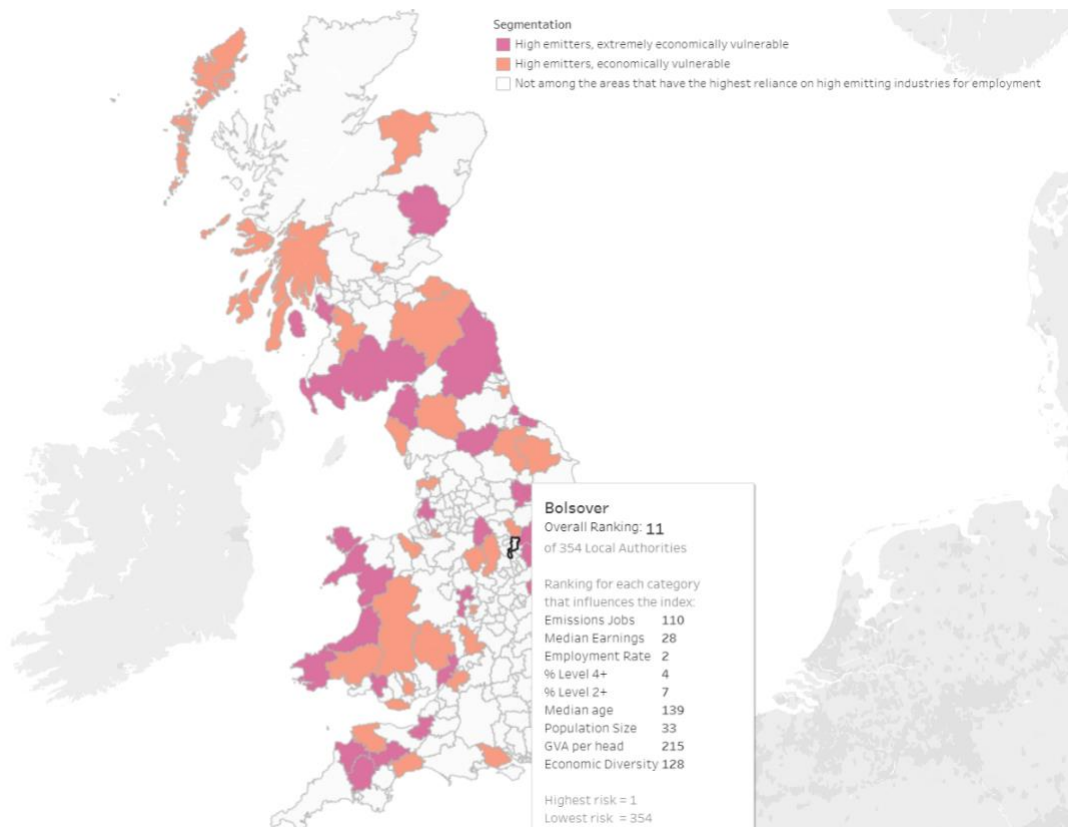 Segmentation
High emitters, extremely economically vulnerable
High emitters, economically vulnerable
Not among the areas that have the highest reliance on high emitting industries for employment
Bolsover
Overall Ranking: 11
of 354 Local Authorities
Ranking for each category
that influences the index:
Emissions Jobs 110
Median Earnings 28
Employment Rate 2
% Level 4+ 4
% Level 2+ 7
Median age 139
Population Size 33
GVA per head 215
Economic Diversity 128
Highest risk = 1
Lowest risk = 354